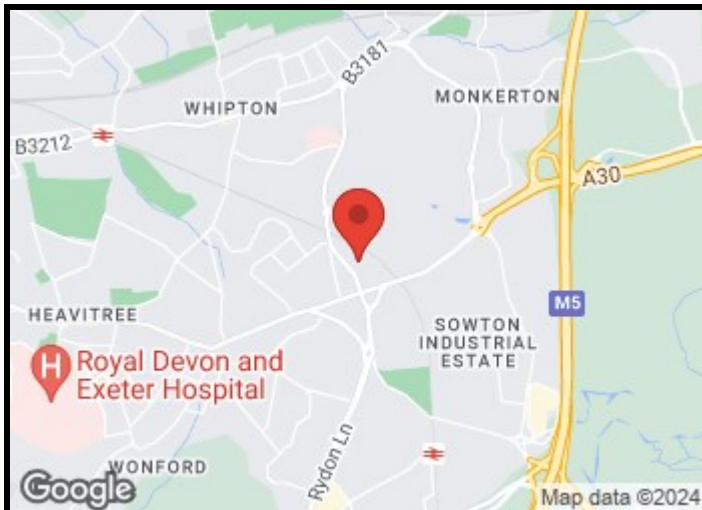 B3181
WHIPTON
MONKERTON
B3212
A30
M5
HEAVITREE
SOWTON
INDUSTRIAL
ESTATE
H
Royal Devon and
Exeter Hospital
Rydon Ln
WONFORD
Google
Map data ©2024